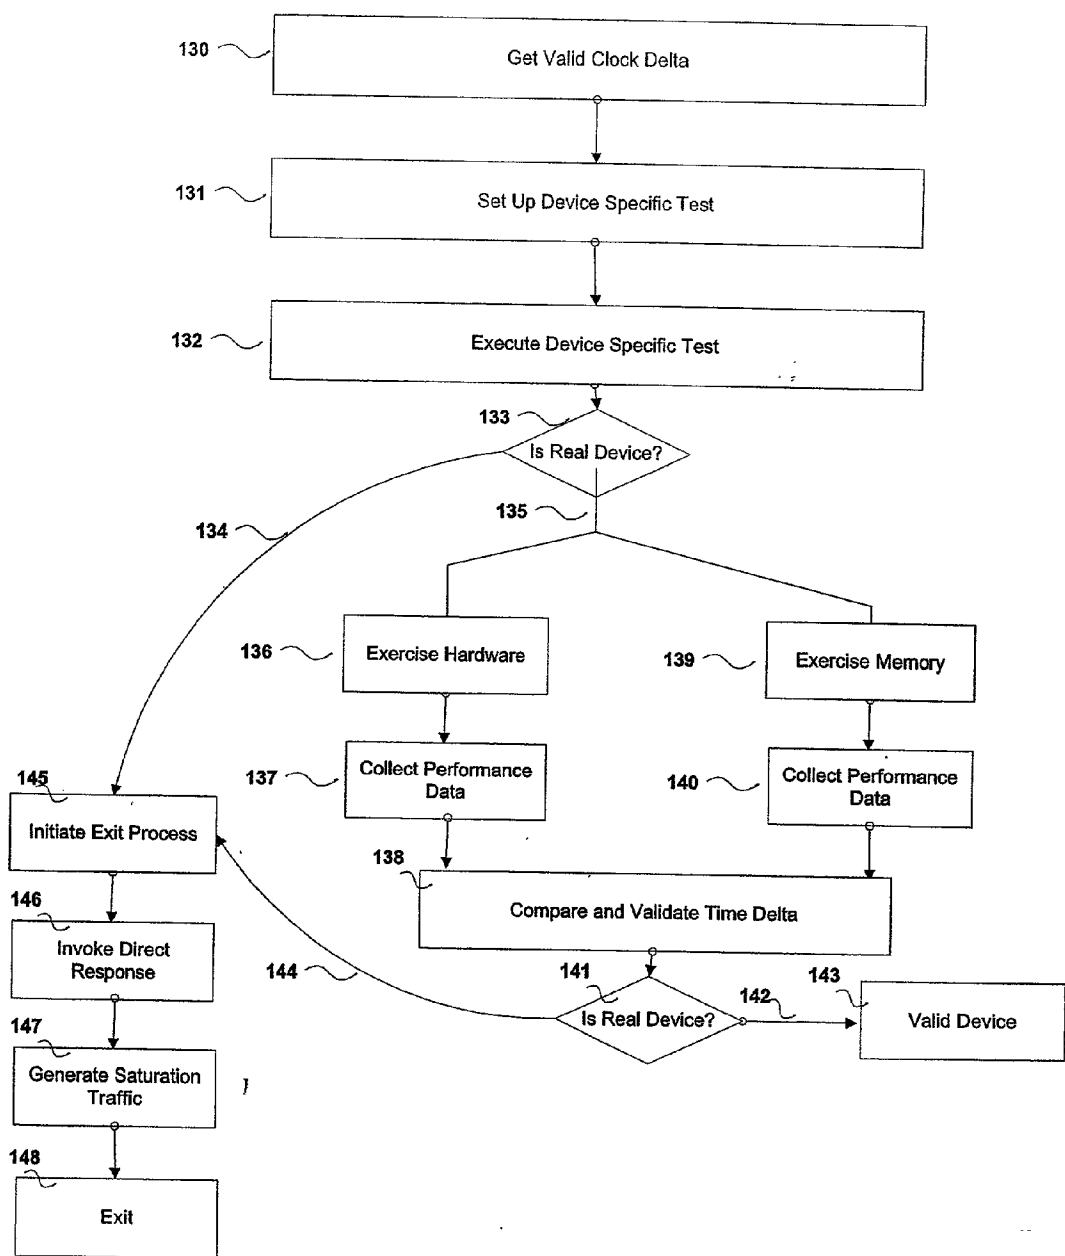 130
Get Valid Clock Delta
131
Set Up Device Specific Test
132
Execute Device Specific Test
133
Is Real Device?
134
135
136
Exercise Hardware
139
Exercise Memory
137
Collect Performance
Data
140
Collect Performance
Data
145
Initiate Exit Process
138
Compare and Validate Time Delta
146
Invoke Direct
Response
144
141
Is Real Device?
142
143
Valid Device
147
Generate Saturation
Traffic
148
Exit